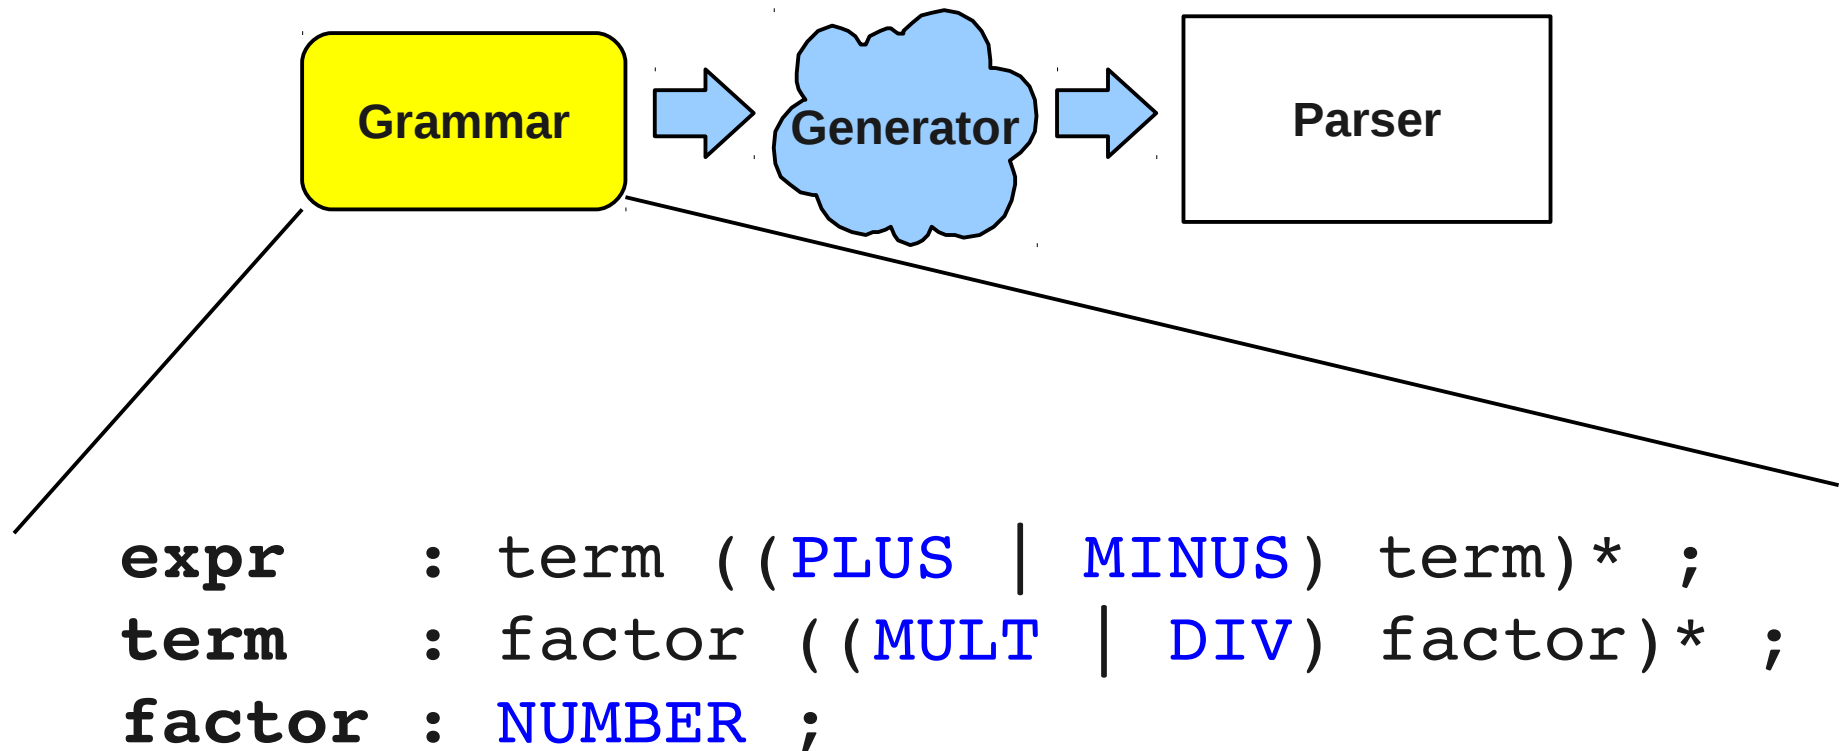 Grammar
Generator
Parser
expr : term ((PLUS | MINUS) term)* ;
term : factor ((MULT | DIV) factor)* ;
factor : NUMBER ;